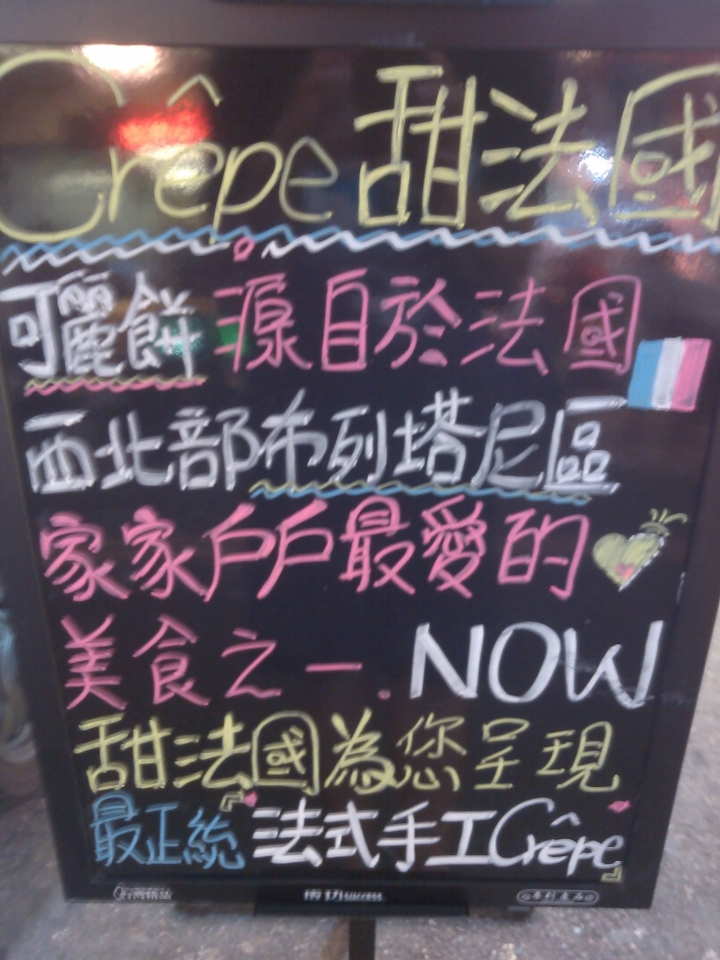 Crêpe 甜法國
可麗餅源自於法國
西北部布列塔尼區
家家戶戶最愛的
美食之一.NOW
甜法國為您呈現
最正統『法式手工Crêpe』